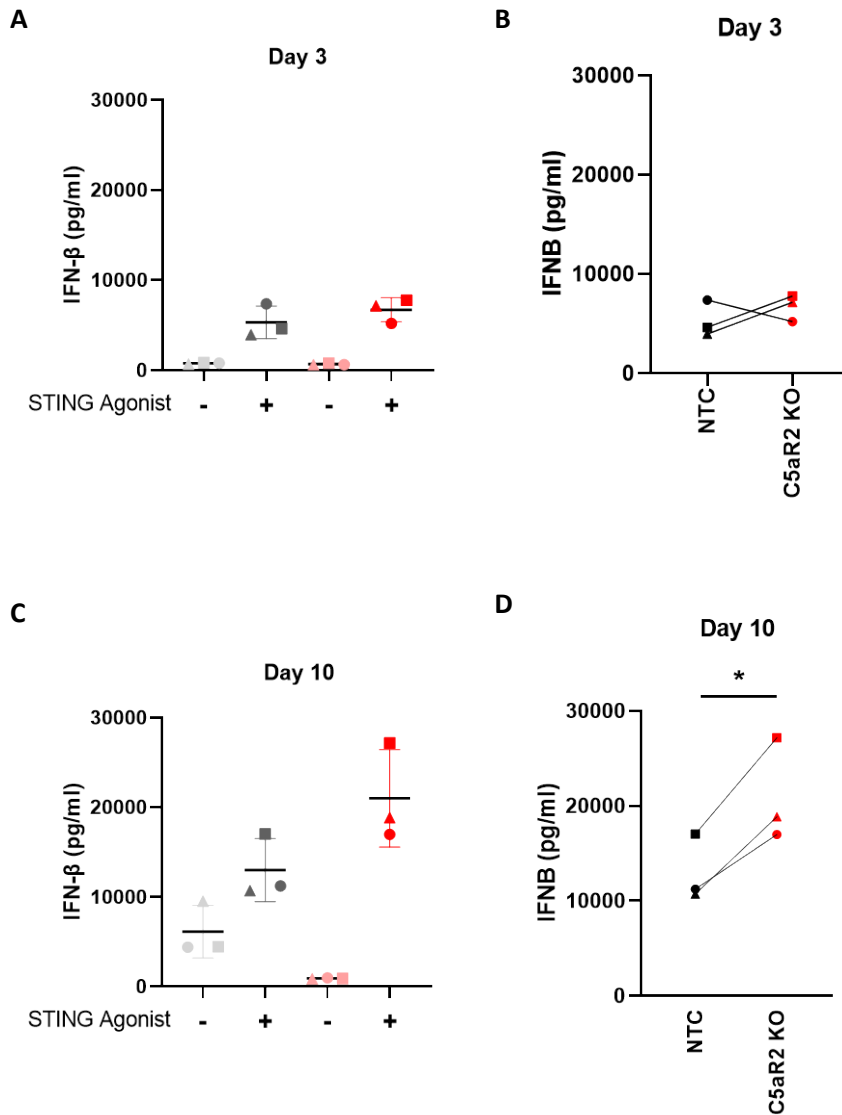 A
Day 3
IFN-β (pg/ml)
30000
20000
10000
0
STING Agonist - + - +
B
Day 3
IFNB (pg/ml)
30000
20000
10000
0
NTC
C5aR2 KO
C
Day 10
IFN-β (pg/ml)
30000
20000
10000
0
STING Agonist - + - +
D
Day 10
*
IFNB (pg/ml)
30000
20000
10000
0
NTC
C5aR2 KO